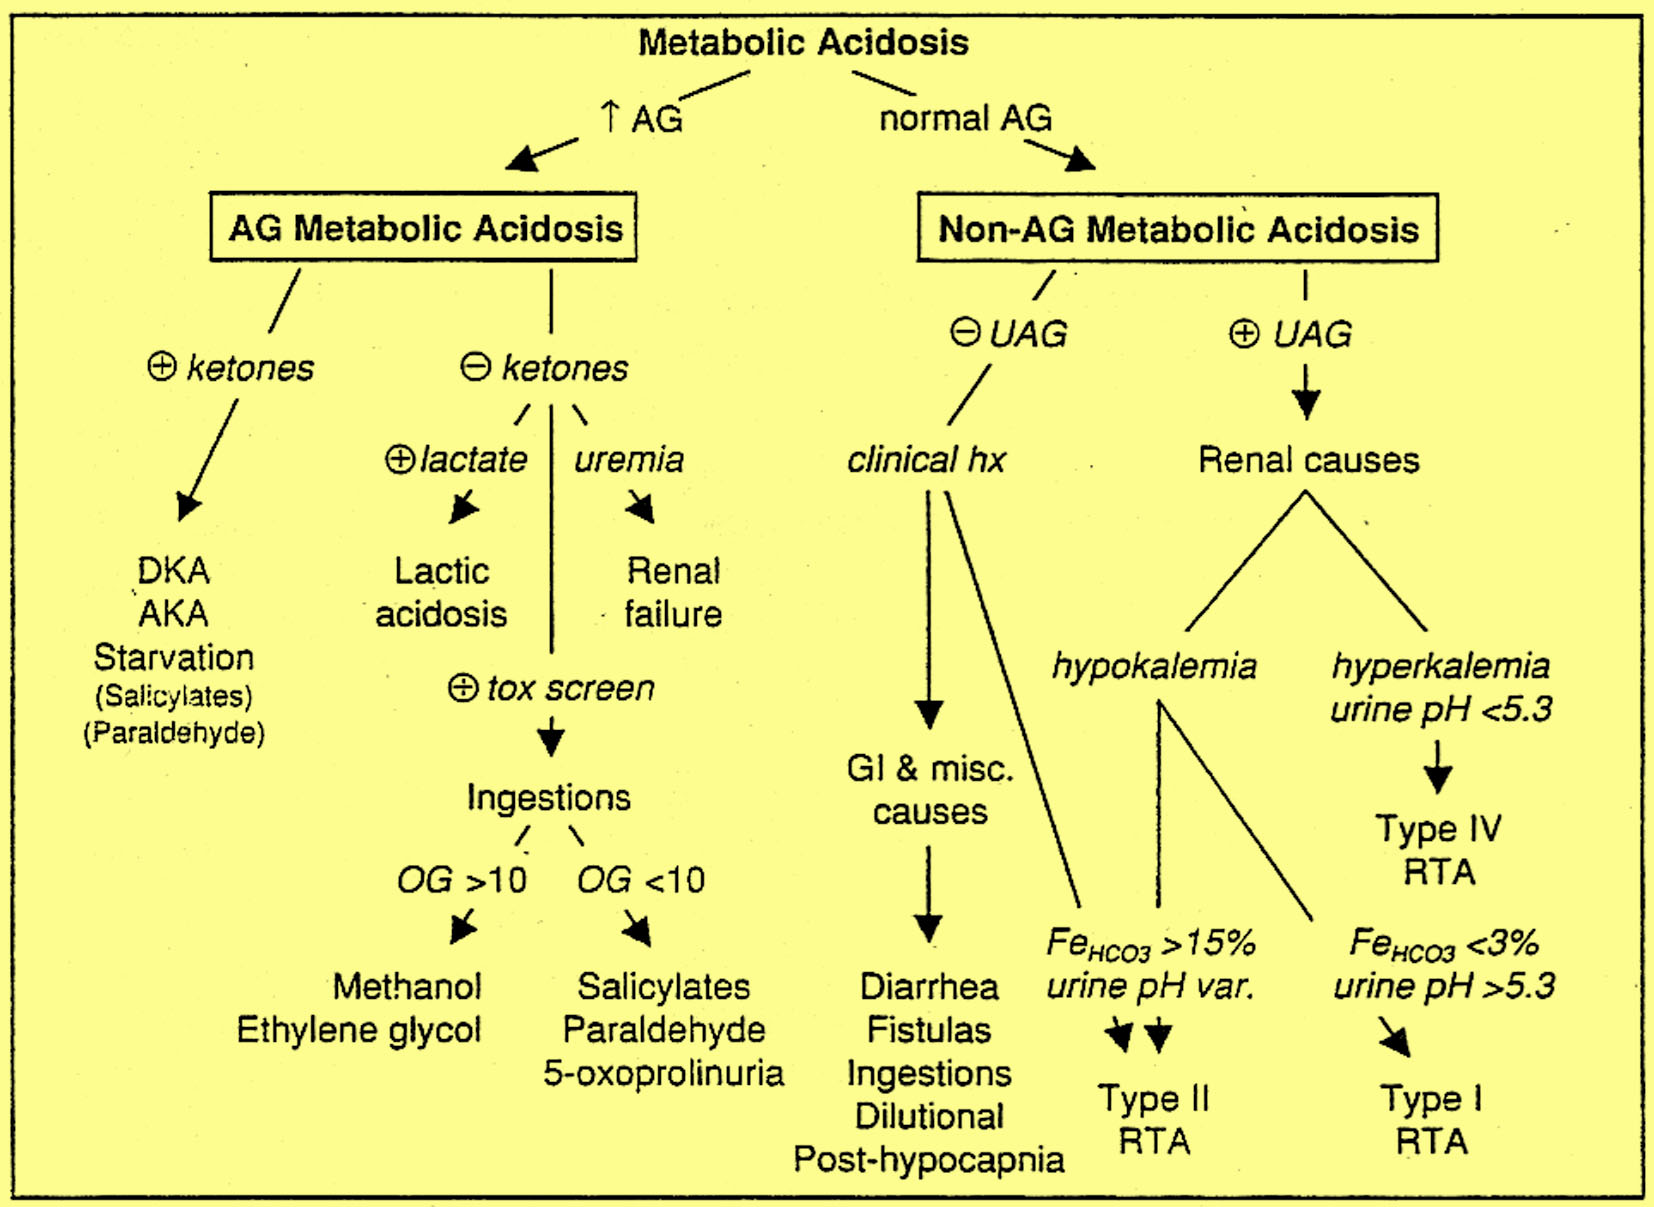 Metabolic Acidosis
↑ AG
normal AG
AG Metabolic Acidosis
Non-AG Metabolic Acidosis
⊕ ketones
⊖ ketones
⊕ lactate
uremia
DKA
AKA
Starvation
(Salicylates)
(Paraldehyde)
Lactic
acidosis
Renal
failure
⊕ tox screen
Ingestions
OG >10
OG <10
Methanol
Ethylene glycol
Salicylates
Paraldehyde
5-oxoprolinuria
⊖ UAG
⊕ UAG
clinical hx
Renal causes
GI & misc.
causes
Diarrhea
Fistulas
Ingestions
Dilutional
Post-hypocapnia
hypokalemia
hyperkalemia
urine pH <5.3
Type IV
RTA
FeHCO3 >15%
urine pH var.
Type II
RTA
FeHCO3 <3%
urine pH >5.3
Type I
RTA